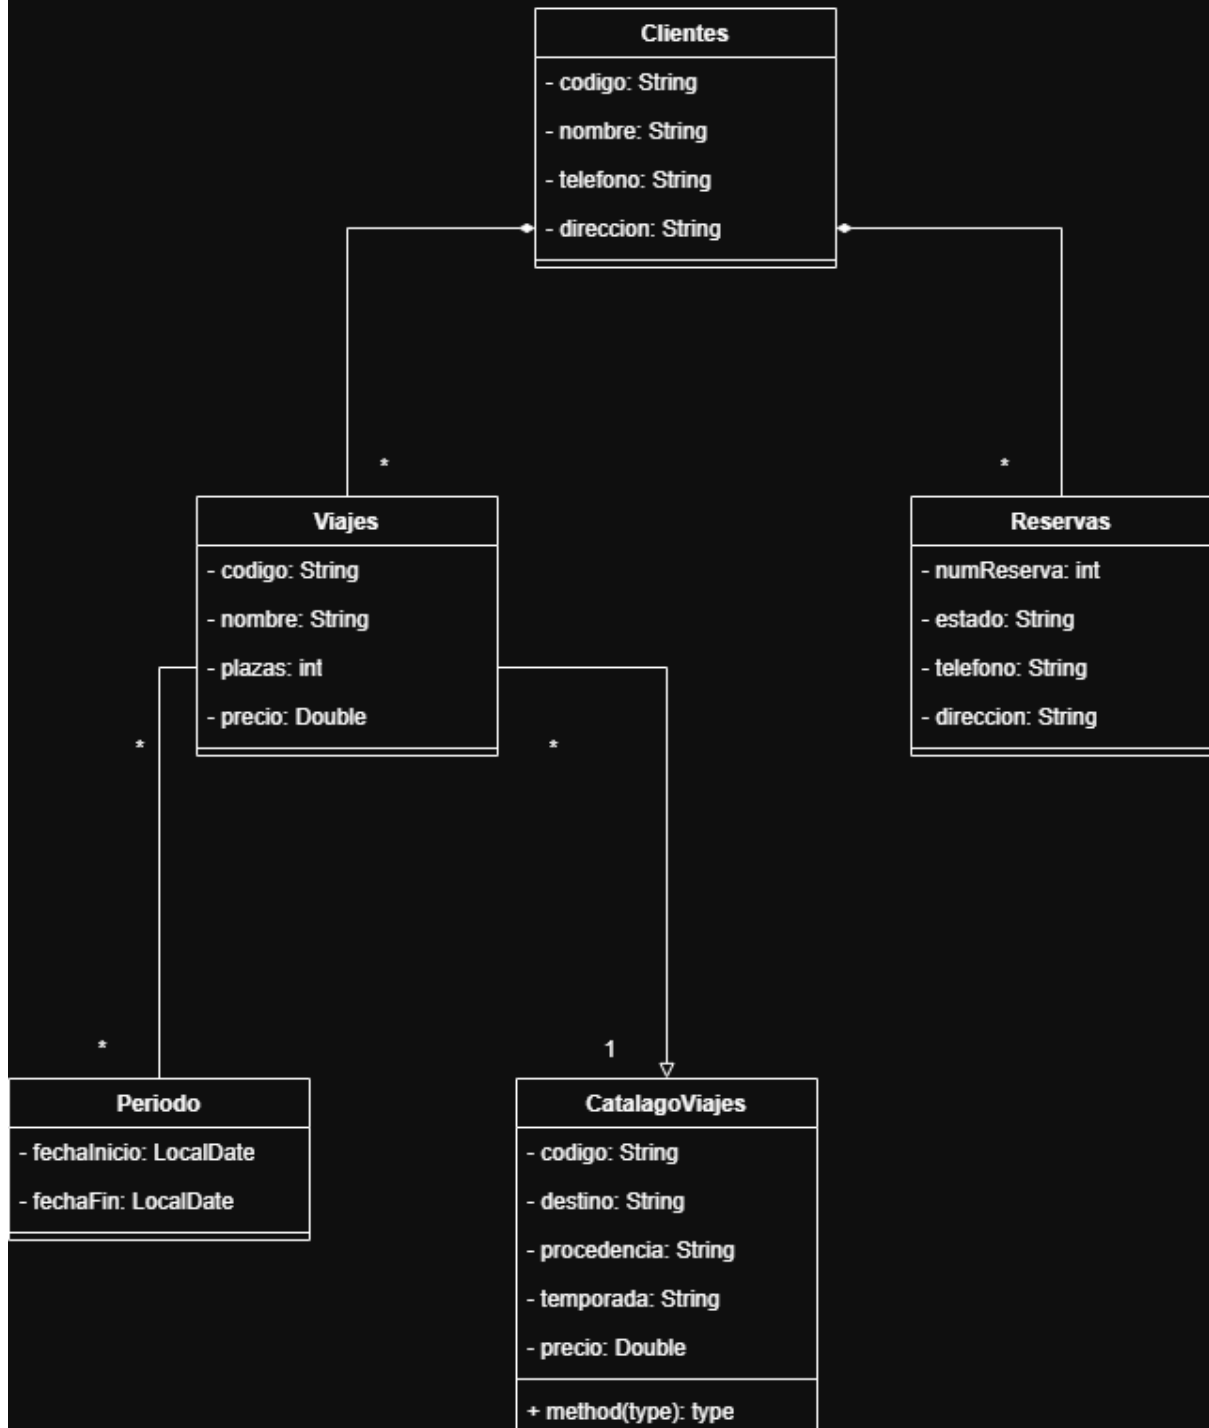 Clientes
- codigo: String
- nombre: String
- telefono: String
- direccion: String
*
*
Viajes
- codigo: String
- nombre: String
- plazas: int
- precio: Double
Reservas
- numReserva: int
- estado: String
- telefono: String
- direccion: String
*
*
*
1
Periodo
- fechaInicio: LocalDate
- fechaFin: LocalDate
CatalagoViajes
- codigo: String
- destino: String
- procedencia: String
- temporada: String
- precio: Double
+ method(type): type